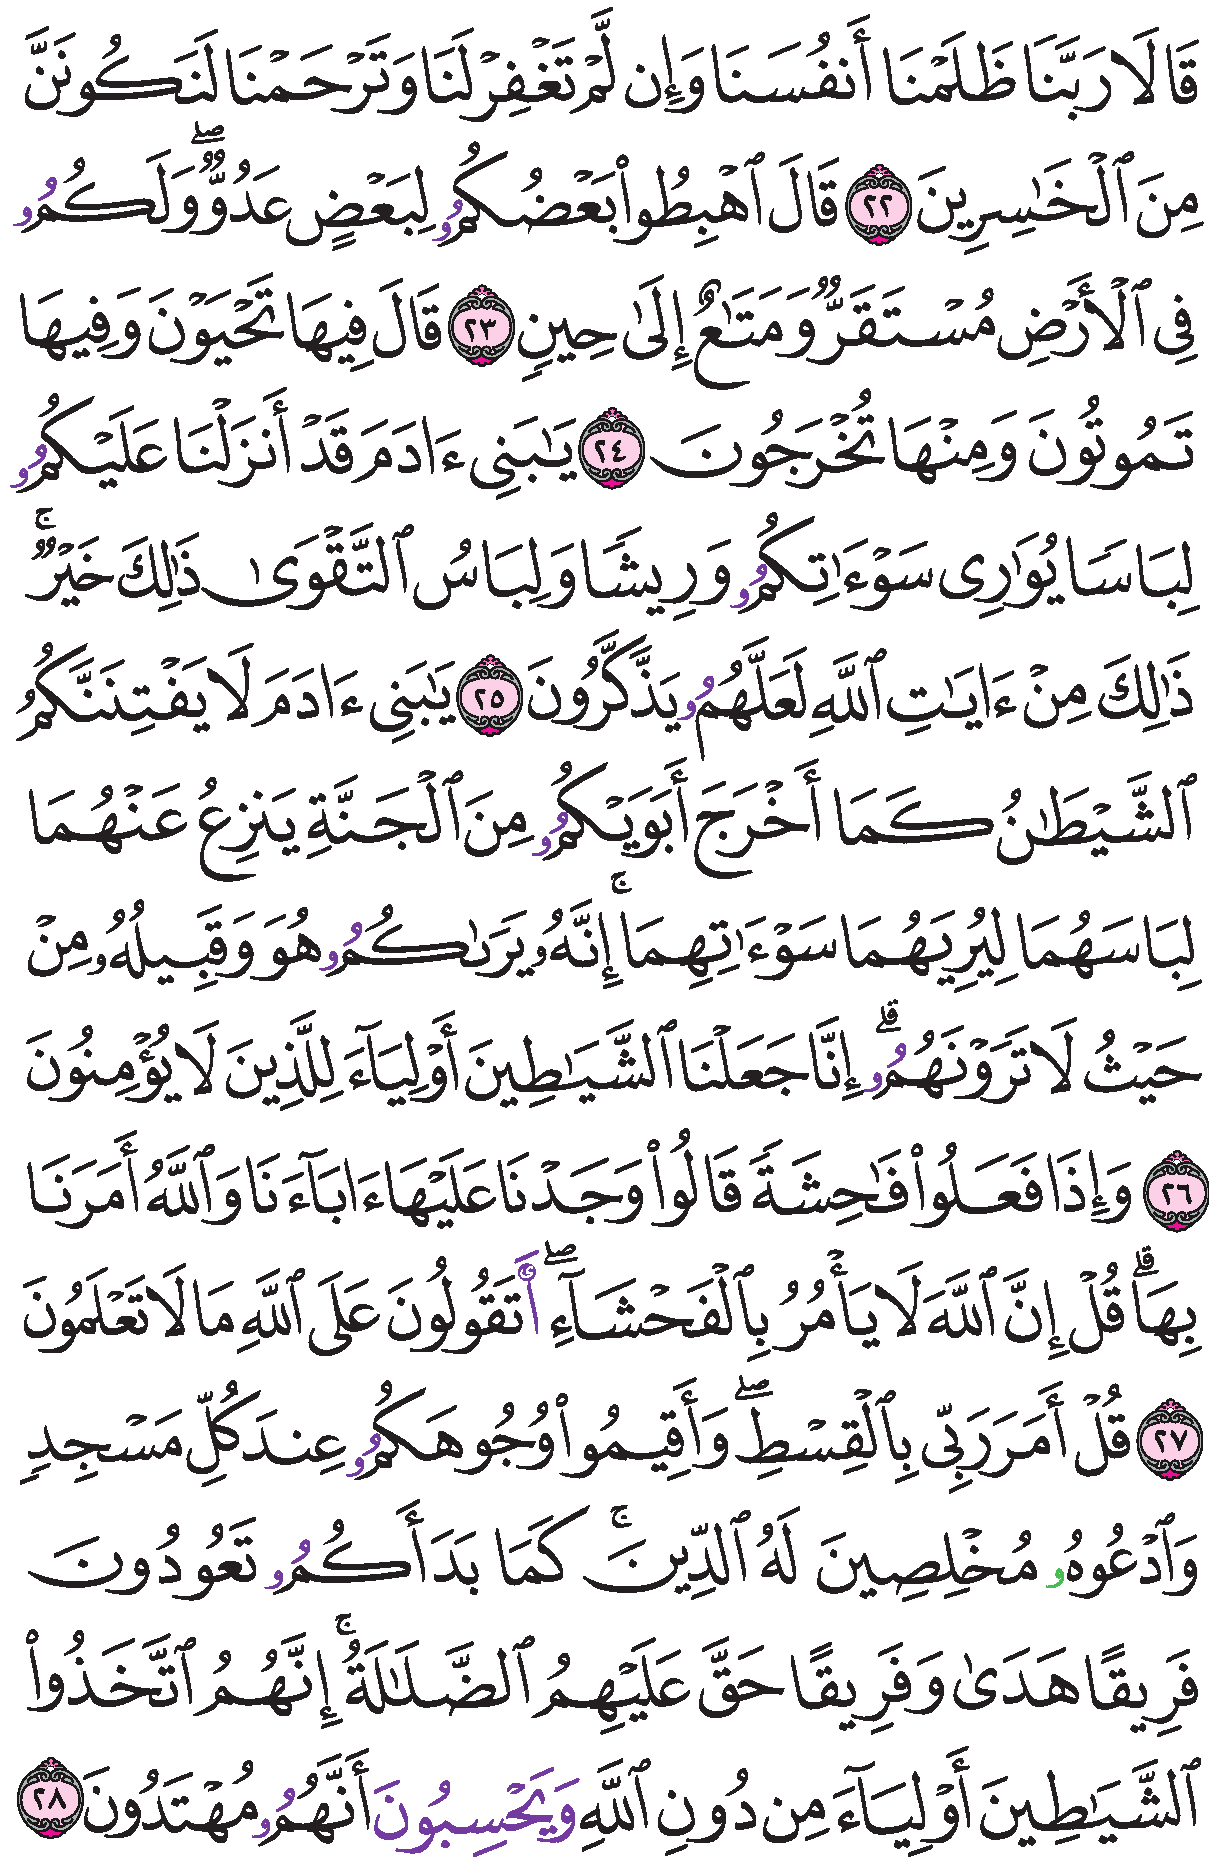 قَالَا رَبَّنَا ظَلَمْنَا أَنفُسَنَا وَإِن لَّمْ تَغْفِرْ لَنَا وَتَرْحَمْنَا لَنَكُونَنَّ
مِنَ ٱلْخَـٰسِرِينَ ٢٢ قَالَ ٱهْبِطُوا۟ بَعْضُكُمُۥ لِبَعْضٍ عَدُوٌّ ۖ وَلَكُمُۥ
فِى ٱلْأَرْضِ مُسْتَقَرٌّ وَمَتَـٰعٌ إِلَىٰ حِينٍ ٢٣ قَالَ فِيهَا تَحْيَوْنَ وَفِيهَا
تَمُوتُونَ وَمِنْهَا تُخْرَجُونَ ٢٤ يَـٰبَنِى ءَادَمَ قَدْ أَنزَلْنَا عَلَيْكُمُۥ
لِبَاسًا يُوَٰرِى سَوْءَٰتِكُمُۥ وَرِيشًا وَلِبَاسُ ٱلتَّقْوَىٰ ذَٰلِكَ خَيْرٌ ۚ
ذَٰلِكَ مِنْ ءَايَـٰتِ ٱللَّهِ لَعَلَّهُمُۥ يَذَّكَّرُونَ ٢٥ يَـٰبَنِى ءَادَمَ لَا يَفْتِنَنَّكُمُ
ٱلشَّيْطَـٰنُ كَمَا أَخْرَجَ أَبَوَيْكُمُۥ مِنَ ٱلْجَنَّةِ يَنزِعُ عَنْهُمَا
لِبَاسَهُمَا لِيُرِيَهُمَا سَوْءَٰتِهِمَا ۚ إِنَّهُۥ يَرَىٰكُمُۥ هُوَ وَقَبِيلُهُۥ مِنْ
حَيْثُ لَا تَرَوْنَهُمُۥ ۗ إِنَّا جَعَلْنَا ٱلشَّيَـٰطِينَ أَوْلِيَآءَ لِلَّذِينَ لَا يُؤْمِنُونَ
٢٦ وَإِذَا فَعَلُوا۟ فَـٰحِشَةً قَالُوا۟ وَجَدْنَا عَلَيْهَا ءَابَآءَنَا وَٱللَّهُ أَمَرَنَا
بِهَا ۗ قُلْ إِنَّ ٱللَّهَ لَا يَأْمُرُ بِٱلْفَحْشَآءِ ۖ أَتَقُولُونَ عَلَى ٱللَّهِ مَا لَا تَعْلَمُونَ
٢٧ قُلْ أَمَرَ رَبِّى بِٱلْقِسْطِ ۖ وَأَقِيمُوا۟ وُجُوهَكُمُۥ عِندَ كُلِّ مَسْجِدٍ
وَٱدْعُوهُۥ مُخْلِصِينَ لَهُ ٱلدِّينَ ۚ كَمَا بَدَأَكُمُۥ تَعُودُونَ
فَرِيقًا هَدَىٰ وَفَرِيقًا حَقَّ عَلَيْهِمُ ٱلضَّلَـٰلَةُ ۚ إِنَّهُمُ ٱتَّخَذُوا۟
ٱلشَّيَـٰطِينَ أَوْلِيَآءَ مِن دُونِ ٱللَّهِ وَيَحْسِبُونَ أَنَّهُمُۥ مُهْتَدُونَ ٢٨